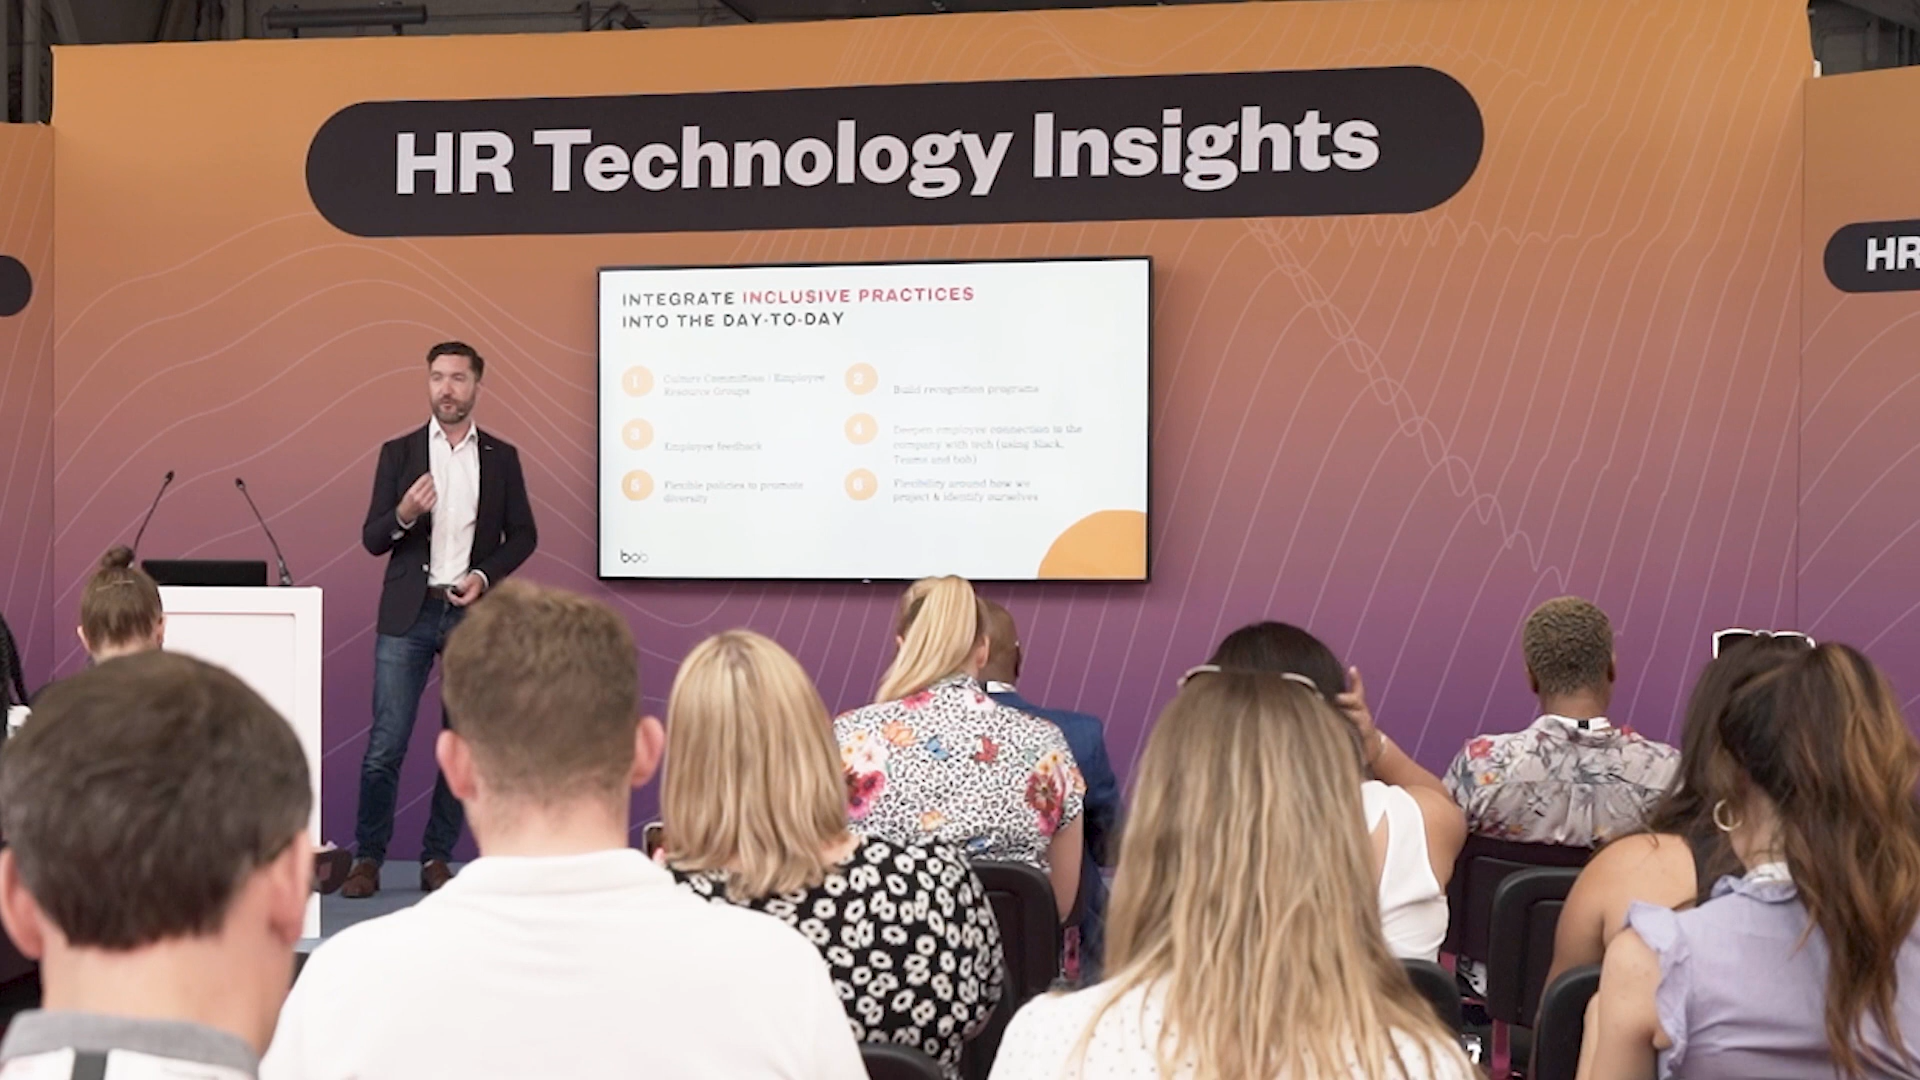 HR Technology Insights
HR
INTEGRATE INCLUSIVE PRACTICES
INTO THE DAY-TO-DAY
1
Culture Committees | Employee
Resource Groups
2
Build recognition programs
3
Employee feedback
4
Deepen employee connection to the
company with tech (using Slack,
Teams and bob)
5
Flexible policies to promote
diversity
6
Flexibility around how we
project & identify ourselves
bob